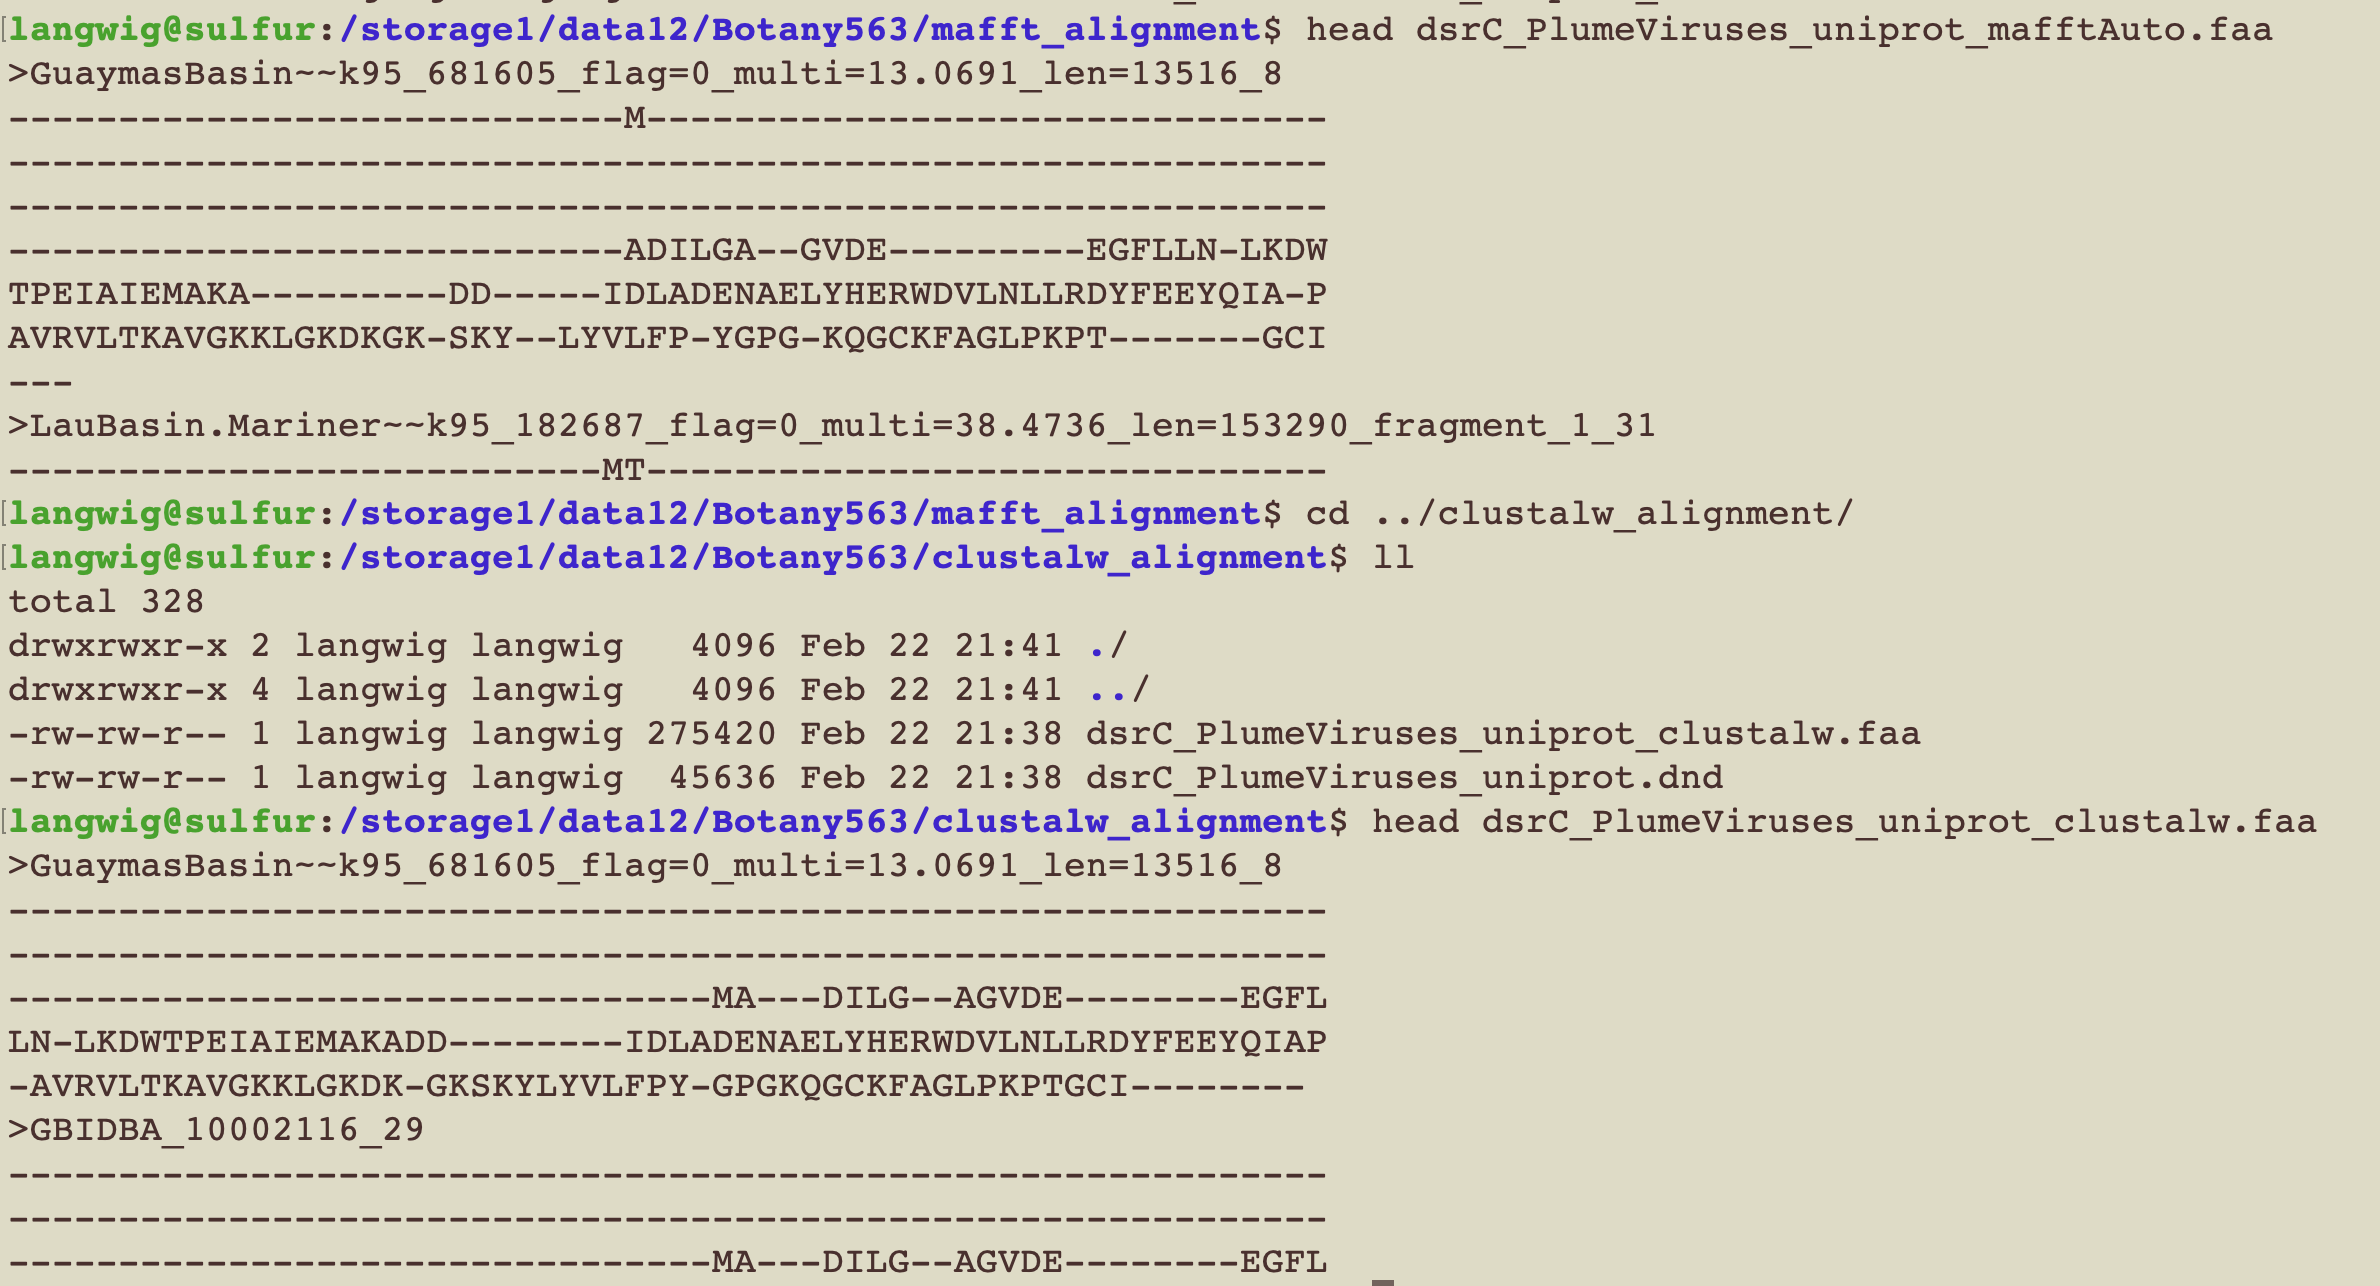 langwig@sulfur:/storage1/data12/Botany563/mafft_alignment$ head dsrC_PlumeViruses_uniprot_mafftAuto.faa
>GuaymasBasin~~k95_681605_flag=0_multi=13.0691_len=13516_8
----------------------------M-------------------------------
------------------------------------------------------------
------------------------------------------------------------
----------------------------ADILGA--GVDE---------EGFLLN-LKDW
TPEIAIEMAKA---------DD-----IDLADENAELYHERWDVLNLLRDYFEEYQIA-P
AVRVLTKAVGKKLGKDKGK-SKY--LYVLFP-YGPG-KQGCKFAGLPKPT-------GCI
---
>LauBasin.Mariner~~k95_182687_flag=0_multi=38.4736_len=153290_fragment_1_31
---------------------------MT-------------------------------
langwig@sulfur:/storage1/data12/Botany563/mafft_alignment$ cd ../clustalw_alignment/
langwig@sulfur:/storage1/data12/Botany563/clustalw_alignment$ ll
total 328
drwxrwxr-x 2 langwig langwig   4096 Feb 22 21:41 ./
drwxrwxr-x 4 langwig langwig   4096 Feb 22 21:41 ../
-rw-rw-r-- 1 langwig langwig 275420 Feb 22 21:38 dsrC_PlumeViruses_uniprot_clustalw.faa
-rw-rw-r-- 1 langwig langwig  45636 Feb 22 21:38 dsrC_PlumeViruses_uniprot.dnd
langwig@sulfur:/storage1/data12/Botany563/clustalw_alignment$ head dsrC_PlumeViruses_uniprot_clustalw.faa
>GuaymasBasin~~k95_681605_flag=0_multi=13.0691_len=13516_8
------------------------------------------------------------
------------------------------------------------------------
--------------------------------MA---DILG--AGVDE--------EGFL
LN-LKDWTPEIAIEMAKADD--------IDLADENAELYHERWDVLNLLRDYFEEYQIAP
-AVRVLTKAVGKKLGKDK-GKSKYLYVLFPY-GPGKQGCKFAGLPKPTGCI--------
>GBIDBA_10002116_29
------------------------------------------------------------
------------------------------------------------------------
--------------------------------MA---DILG--AGVDE--------EGFL